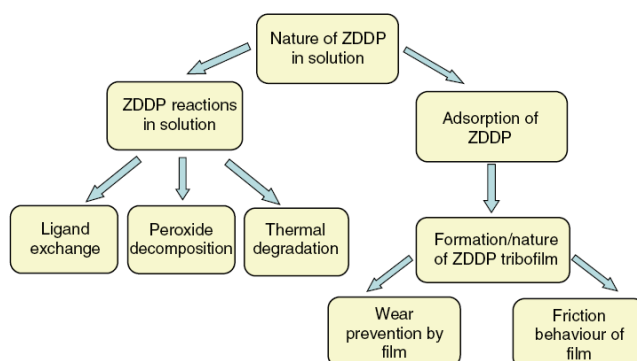 Nature of ZDDP
in solution
ZDDP reactions
in solution
Adsorption of
ZDDP
Ligand
exchange
Peroxide
decomposition
Thermal
degradation
Formation/nature
of ZDDP tribofilm
Wear
prevention by
film
Friction
behaviour of
film